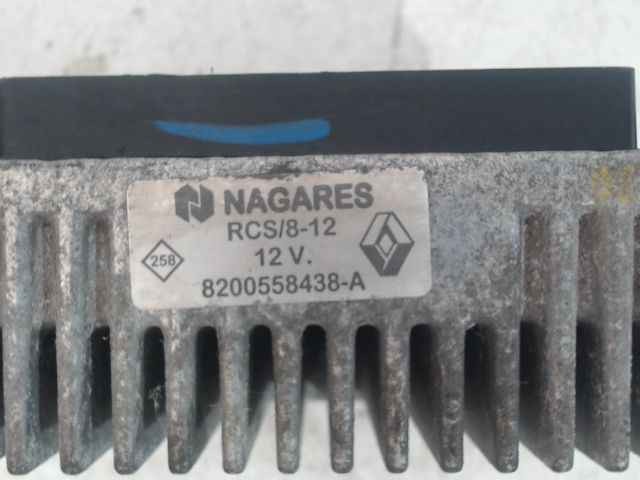 NAGARES
RCS/8-12
258
12 V.
8200558438-A